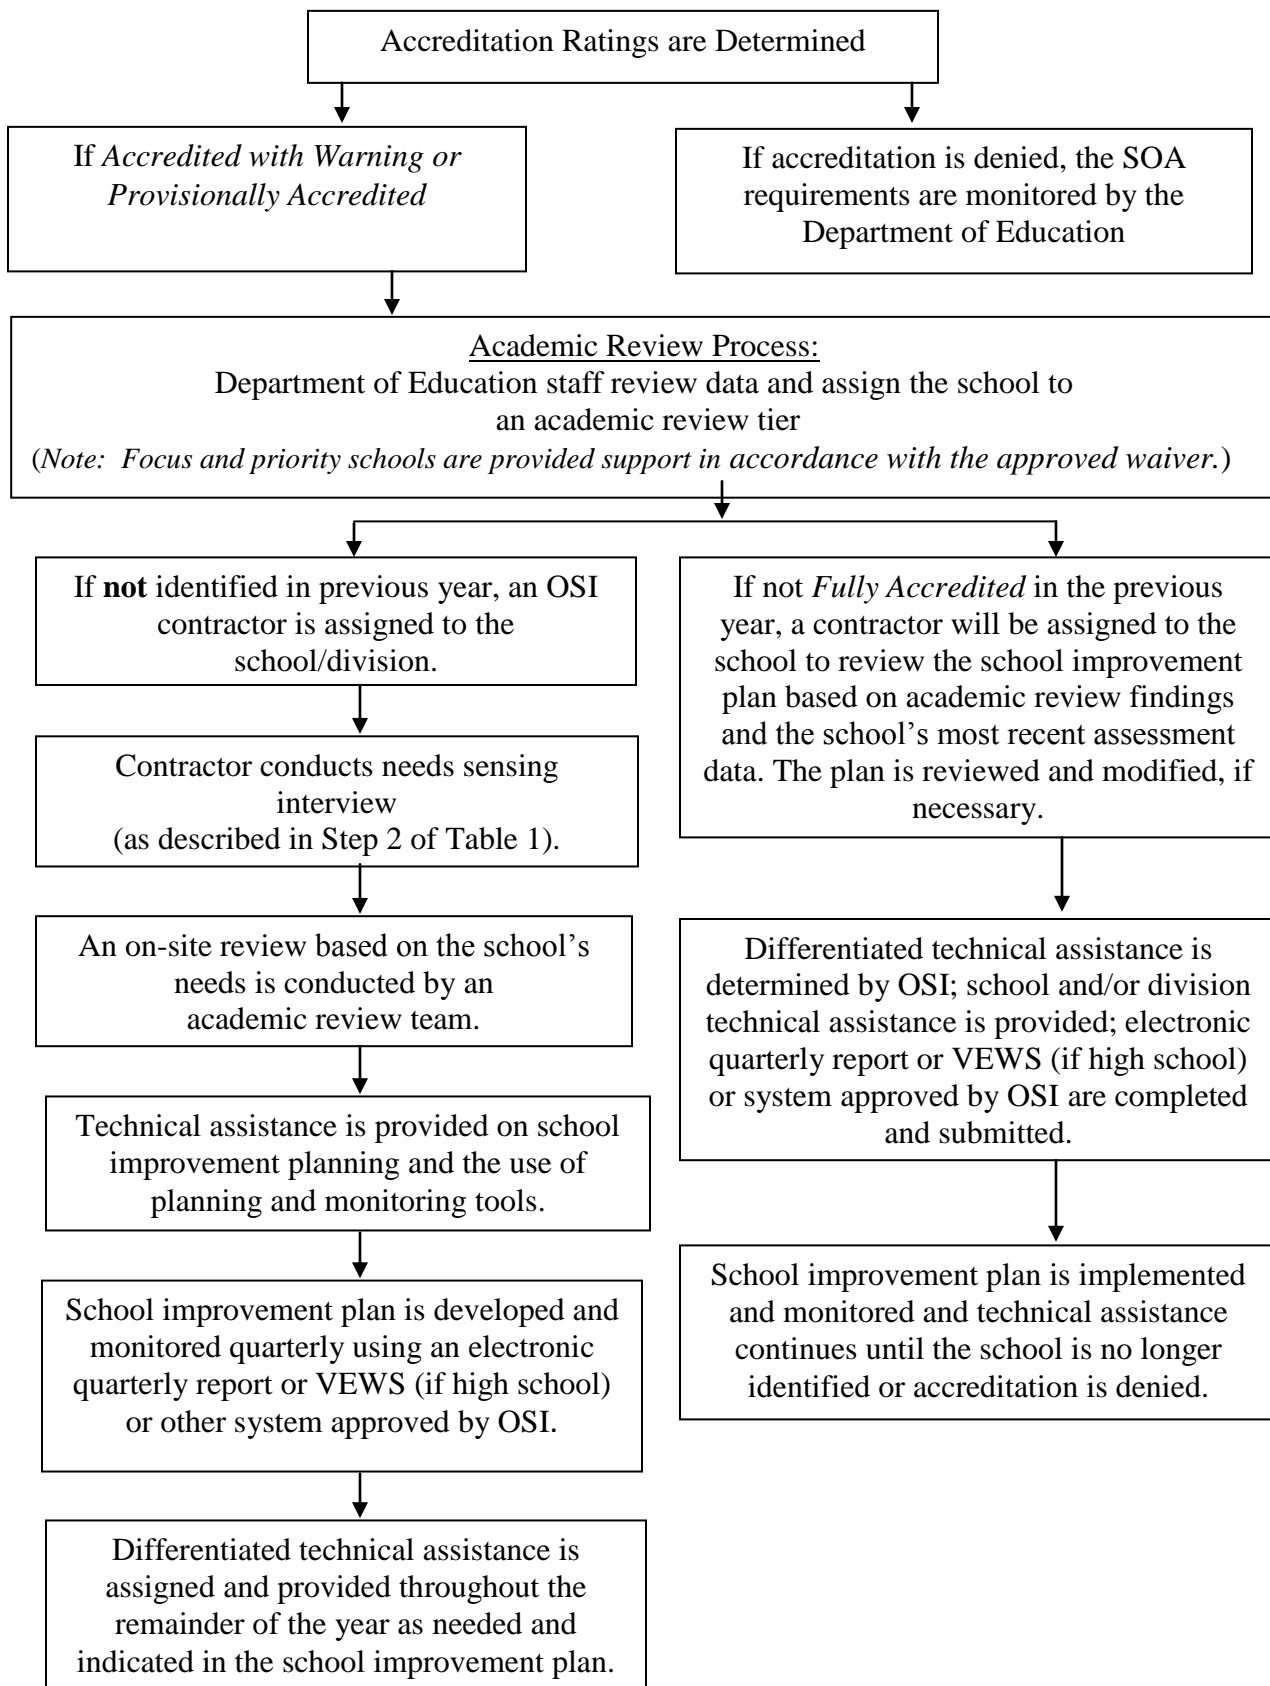 Accreditation Ratings are Determined
If Accredited with Warning or
Provisionally Accredited
If accreditation is denied, the SOA
requirements are monitored by the
Department of Education
Academic Review Process:
Department of Education staff review data and assign the school to
an academic review tier
(Note: Focus and priority schools are provided support in accordance with the approved waiver.)
If not identified in previous year, an OSI
contractor is assigned to the
school/division.
Contractor conducts needs sensing
interview
(as described in Step 2 of Table 1).
An on-site review based on the school’s
needs is conducted by an
academic review team.
Technical assistance is provided on school
improvement planning and the use of
planning and monitoring tools.
School improvement plan is developed and
monitored quarterly using an electronic
quarterly report or VEWS (if high school)
or other system approved by OSI.
Differentiated technical assistance is
assigned and provided throughout the
remainder of the year as needed and
indicated in the school improvement plan.
If not Fully Accredited in the previous
year, a contractor will be assigned to the
school to review the school improvement
plan based on academic review findings
and the school’s most recent assessment
data. The plan is reviewed and modified, if
necessary.
Differentiated technical assistance is
determined by OSI; school and/or division
technical assistance is provided; electronic
quarterly report or VEWS (if high school)
or system approved by OSI are completed
and submitted.
School improvement plan is implemented
and monitored and technical assistance
continues until the school is no longer
identified or accreditation is denied.